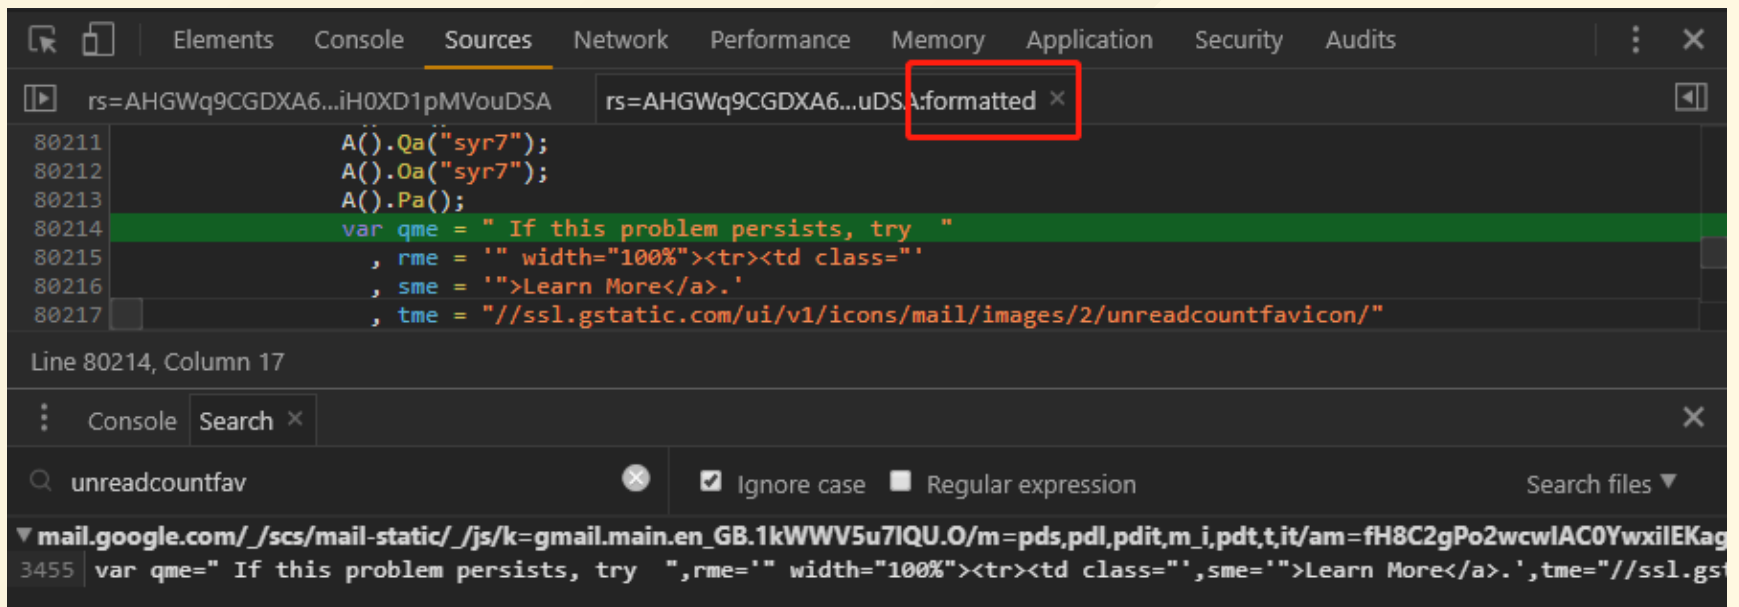 Elements Console Sources Network Performance Memory Application Security Audits
rs=AHGWq9CGDXA6...iH0XD1pMVouDSA rs=AHGWq9CGDXA6...uDSA:formatted
80211 A().Qa("syr7");
80212 A().Oa("syr7");
80213 A().Pa();
80214 var qme = " If this problem persists, try  "
80215 , rme = '" width="100%"><tr><td class="'
80216 , sme = '">Learn More</a>.'
80217 , tme = "//ssl.gstatic.com/ui/v1/icons/mail/images/2/unreadcountfavicon/"
Line 80214, Column 17
Console Search
unreadcountfav Ignore case Regular expression Search files
mail.google.com/_/scs/mail-static/_/js/k=gmail.main.en_GB.1kWWV5u7lQU.O/m=pds,pdl,pdit,m_i,pdt,t,it/am=fH8C2gPo2wcwlAC0YwxilEKag
3455 var qme=" If this problem persists, try  ",rme='" width="100%"><tr><td class="',sme='">Learn More</a>.',tme="//ssl.gst